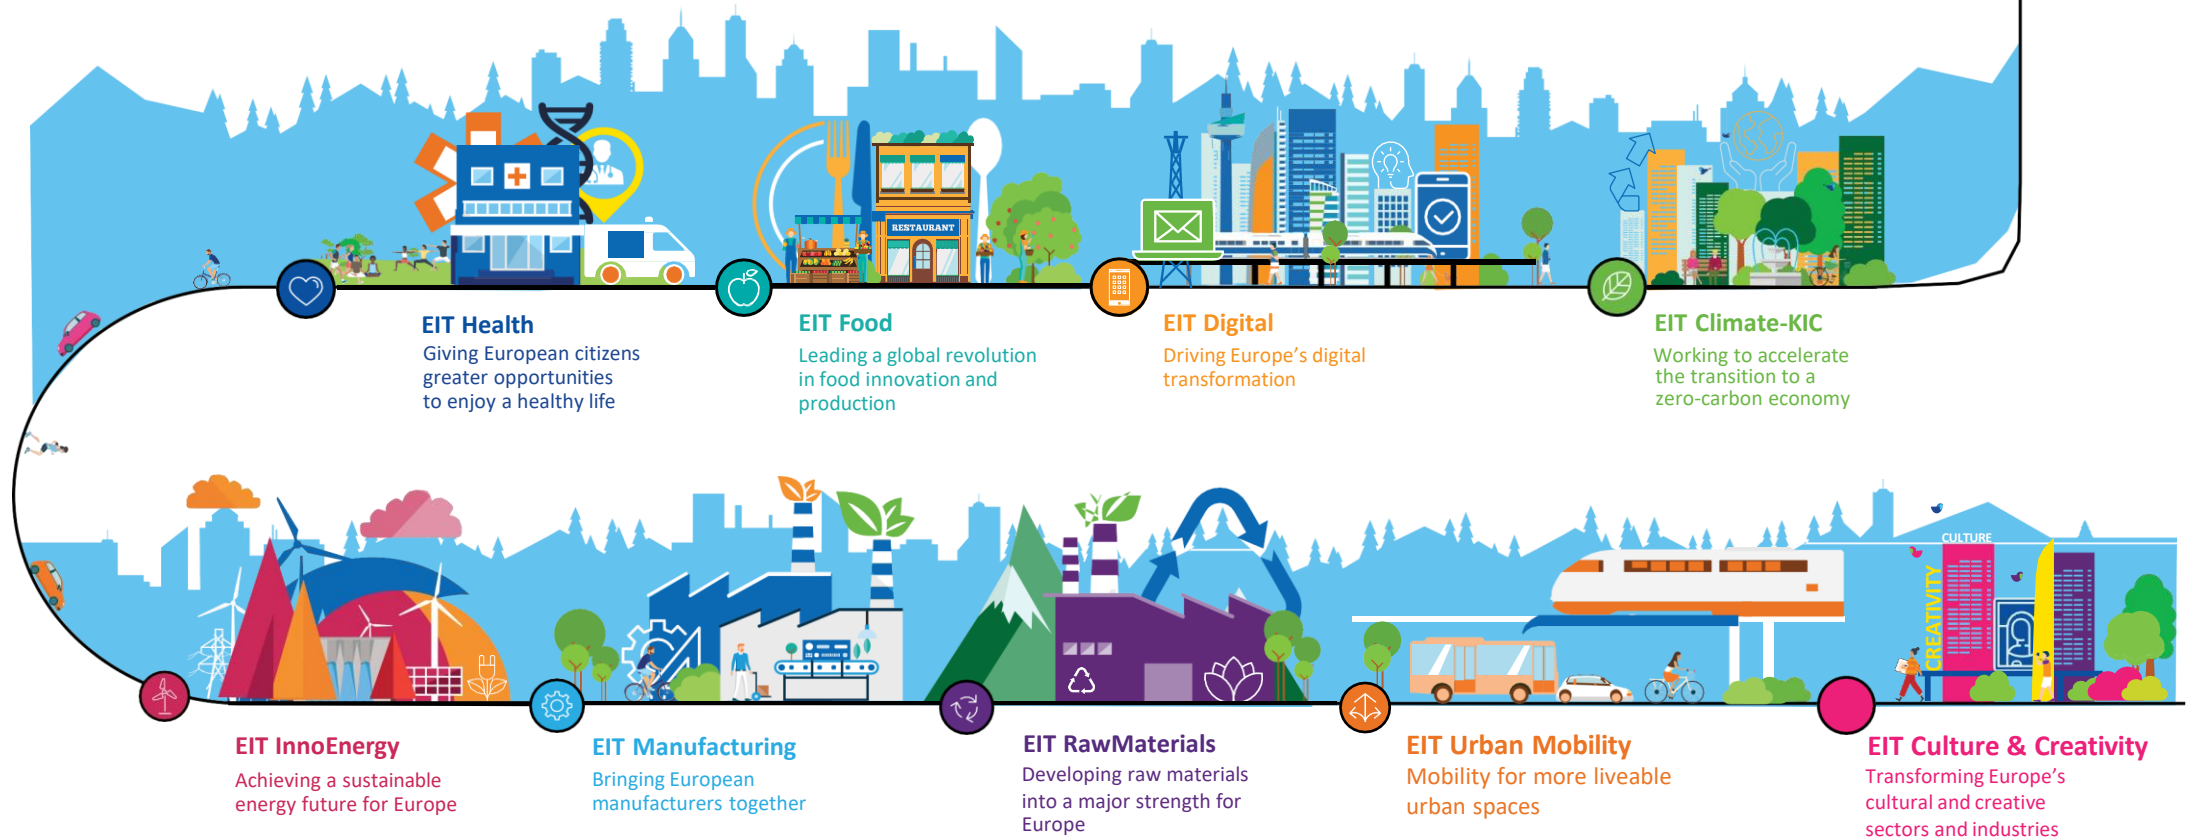 RESTAURANT
EIT Health
Giving European citizens
greater opportunities
to enjoy a healthy life
EIT Food
Leading a global revolution
in food innovation and
production
EIT Digital
Driving Europe’s digital
transformation
EIT Climate-KIC
Working to accelerate
the transition to a
zero-carbon economy
CULTURE
CREATIVITY
EIT InnoEnergy
Achieving a sustainable
energy future for Europe
EIT Manufacturing
Bringing European
manufacturers together
EIT RawMaterials
Developing raw materials
into a major strength for
Europe
EIT Urban Mobility
Mobility for more liveable
urban spaces
EIT Culture & Creativity
Transforming Europe’s
cultural and creative
sectors and industries